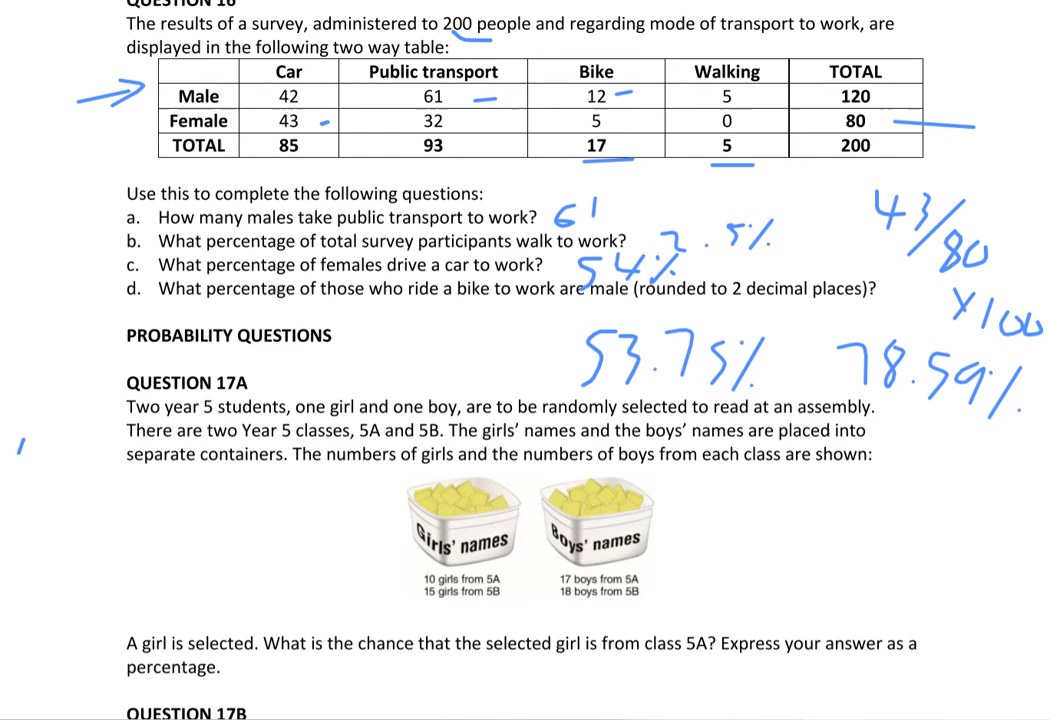 QUESTION 16
The results of a survey, administered to 200 people and regarding mode of transport to work, are
displayed in the following two way table:
Car Public transport Bike Walking TOTAL
Male 42 61 12 5 120
Female 43 32 5 0 80
TOTAL 85 93 17 5 200
Use this to complete the following questions:
a. How many males take public transport to work? 61
b. What percentage of total survey participants walk to work? 2.5%
c. What percentage of females drive a car to work? 54%
d. What percentage of those who ride a bike to work are male (rounded to 2 decimal places)?
43/80
x100
PROBABILITY QUESTIONS
53.75% 78.59%
QUESTION 17A
Two year 5 students, one girl and one boy, are to be randomly selected to read at an assembly.
There are two Year 5 classes, 5A and 5B. The girls' names and the boys' names are placed into
separate containers. The numbers of girls and the numbers of boys from each class are shown:
Girls' names Boys' names
10 girls from 5A 17 boys from 5A
15 girls from 5B 18 boys from 5B
A girl is selected. What is the chance that the selected girl is from class 5A? Express your answer as a
percentage.
QUESTION 17B